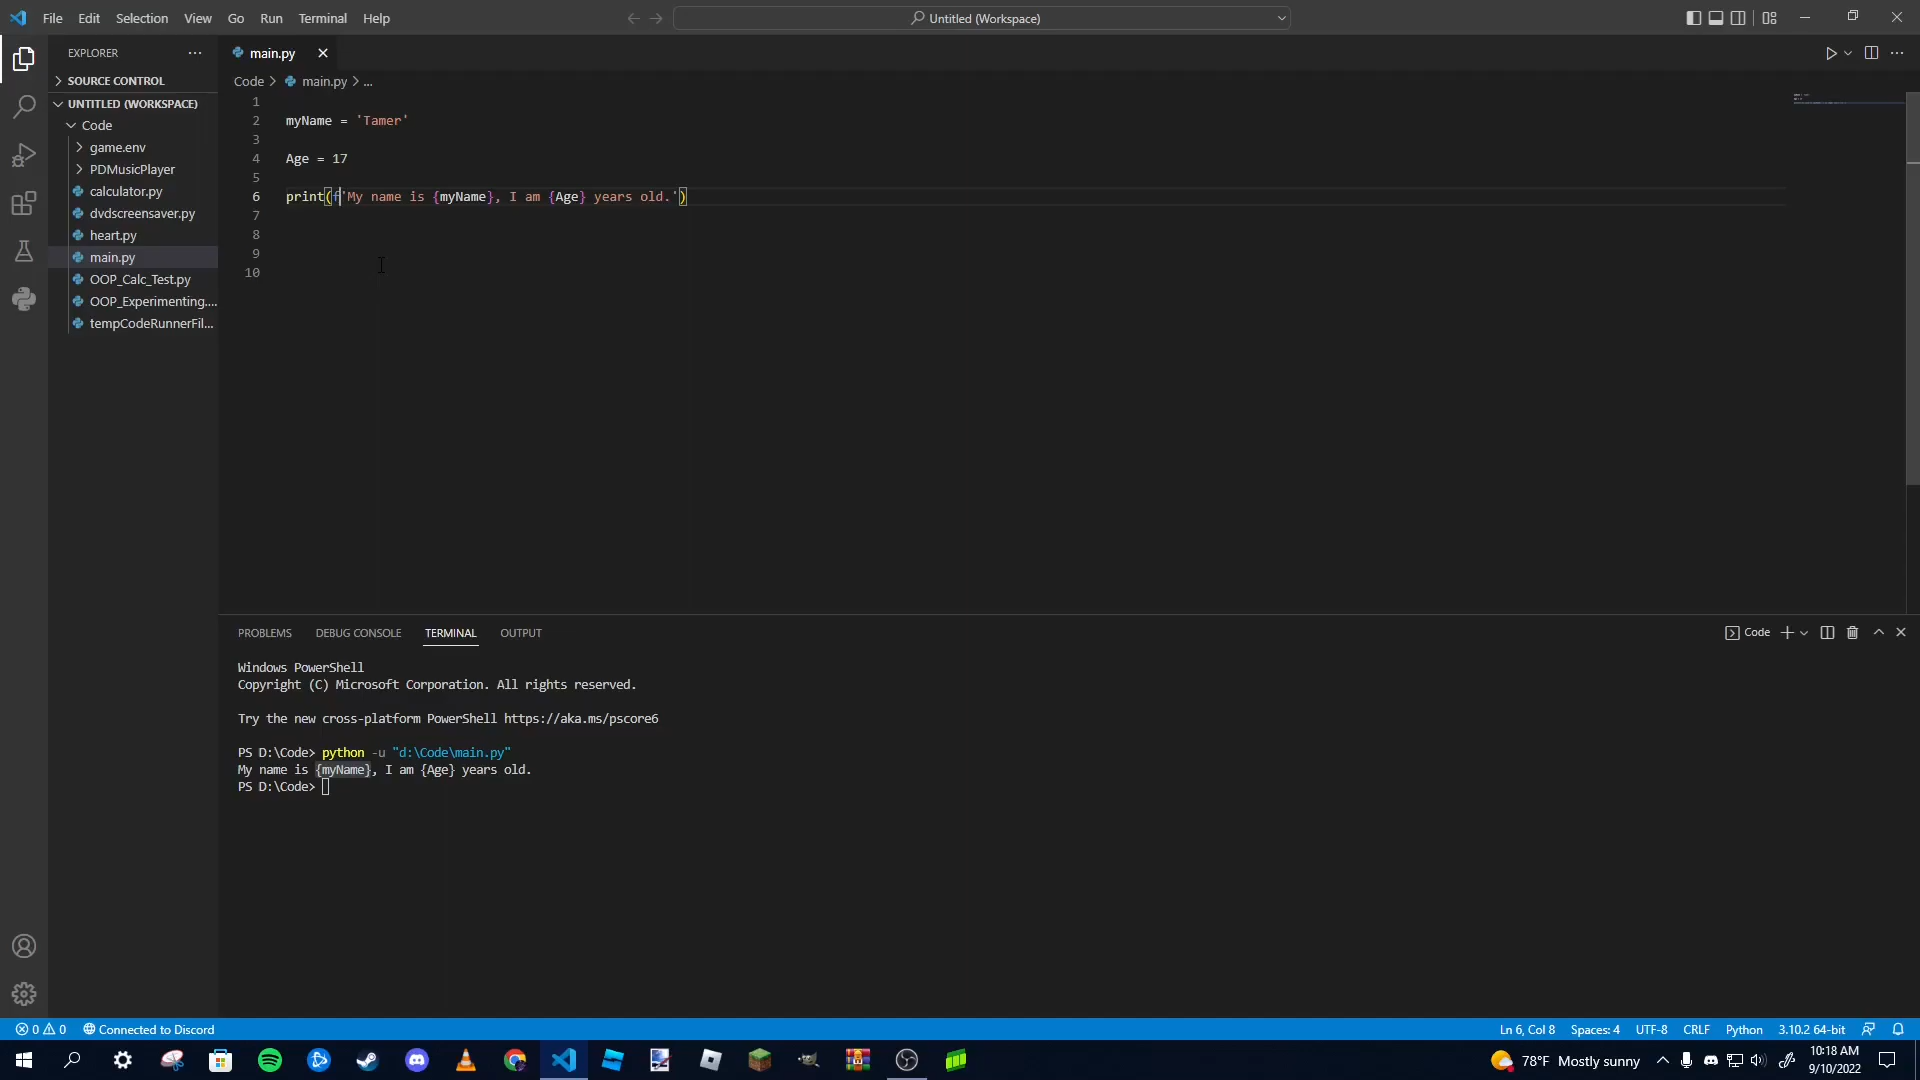 File Edit Selection View Go Run Terminal Help
Untitled (Workspace)
EXPLORER
main.py
SOURCE CONTROL
Code > main.py > ...
UNTITLED (WORKSPACE)
Code
game.env
PDMusicPlayer
calculator.py
dvdscreensaver.py
heart.py
main.py
OOP_Calc_Test.py
OOP_Experimenting....
tempCodeRunnerFil...
1
2 myName = 'Tamer'
3
4 Age = 17
5
6 print(f'My name is {myName}, I am {Age} years old.')
7
8
9
10
PROBLEMS DEBUG CONSOLE TERMINAL OUTPUT
Code
Windows PowerShell
Copyright (C) Microsoft Corporation. All rights reserved.
Try the new cross-platform PowerShell https://aka.ms/pscore6
PS D:\Code> python -u "d:\Code\main.py"
My name is {myName}, I am {Age} years old.
PS D:\Code>
0 0 Connected to Discord
Ln 6, Col 8 Spaces: 4 UTF-8 CRLF Python 3.10.2 64-bit
78°F Mostly sunny
10:18 AM
9/10/2022